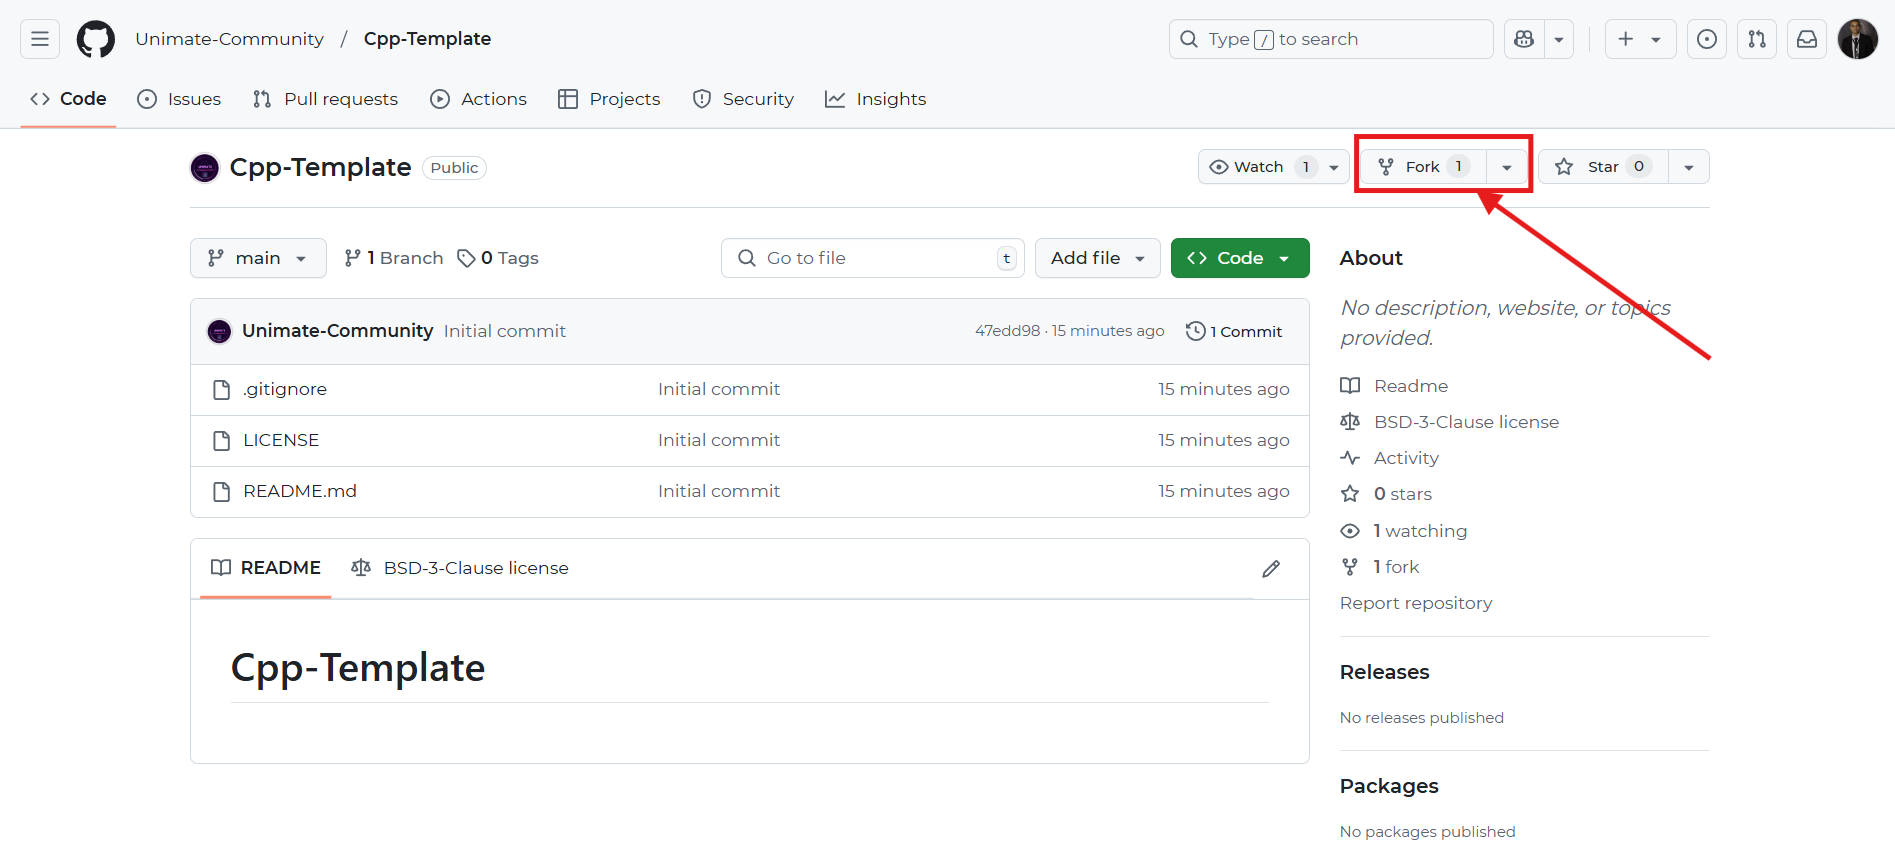 Unimate-Community / Cpp-Template
Type / to search
Code Issues Pull requests Actions Projects Security Insights
Cpp-Template Public
Watch 1 Fork 1 Star 0
main 1 Branch 0 Tags Go to file t Add file Code
Unimate-Community Initial commit 47edd98 · 15 minutes ago 1 Commit
.gitignore Initial commit 15 minutes ago
LICENSE Initial commit 15 minutes ago
README.md Initial commit 15 minutes ago
README BSD-3-Clause license
Cpp-Template
About
No description, website, or topics
provided.
Readme
BSD-3-Clause license
Activity
0 stars
1 watching
1 fork
Report repository
Releases
No releases published
Packages
No packages published